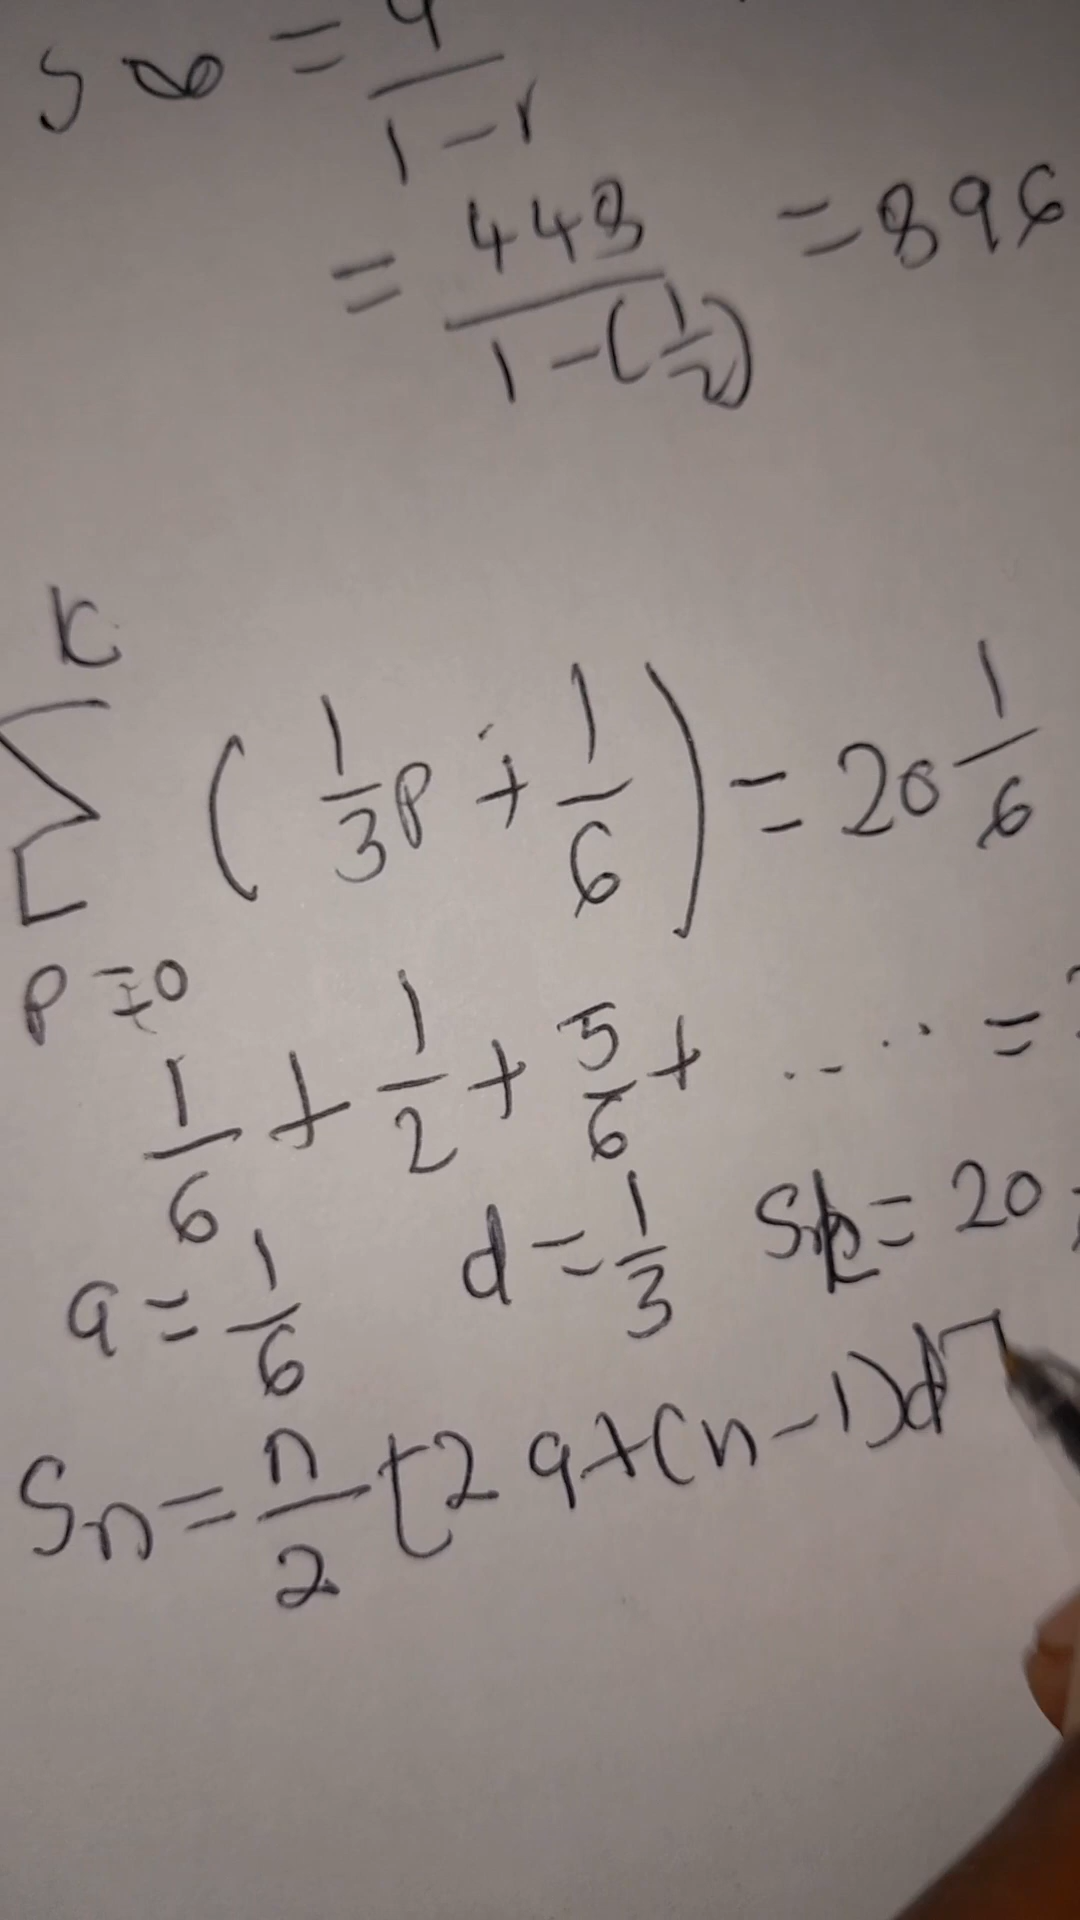 S∞ = a/(1-r)
= 448/(1-(1/2)) = 896
K
Σ (1/3 P + 1/6) = 20 1/6
P=0
1/6 + 1/2 + 5/6 + ..... =
a = 1/6 d = 1/3 Sk = 20
Sn = n/2 [2a+(n-1)d]